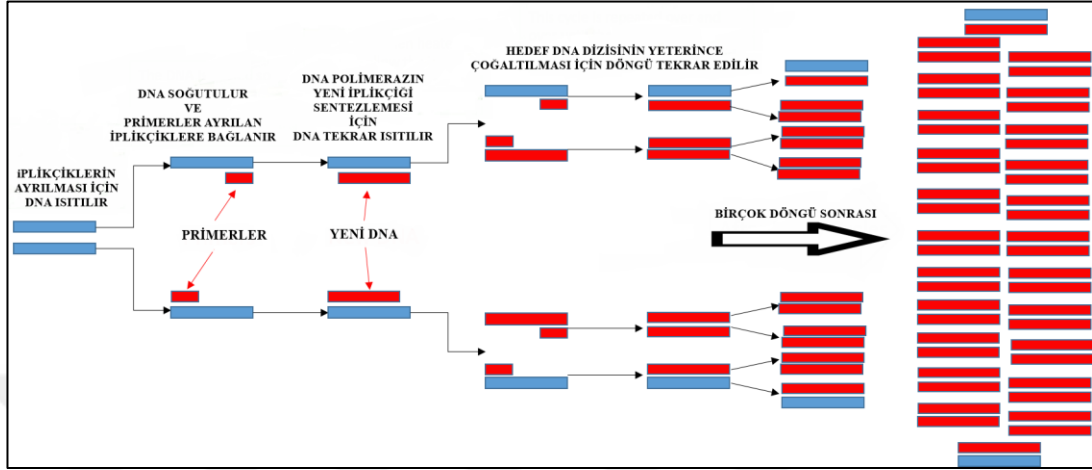 İPLİKÇİKLERİN
AYRILMASI İÇİN
DNA ISITILIR
DNA SOĞUTULUR
VE
PRİMERLER AYRILAN
İPLİKÇİKLERE BAĞLANIR
PRİMERLER
DNA POLİMERAZIN
YENİ İPLİKÇİĞİ
SENTEZLEMESİ
İÇİN
DNA TEKRAR ISITILIR
YENİ DNA
HEDEF DNA DİZİSİNİN YETERİNCE
ÇOĞALTILMASI İÇİN DÖNGÜ TEKRAR EDİLİR
BİRÇOK DÖNGÜ SONRASI